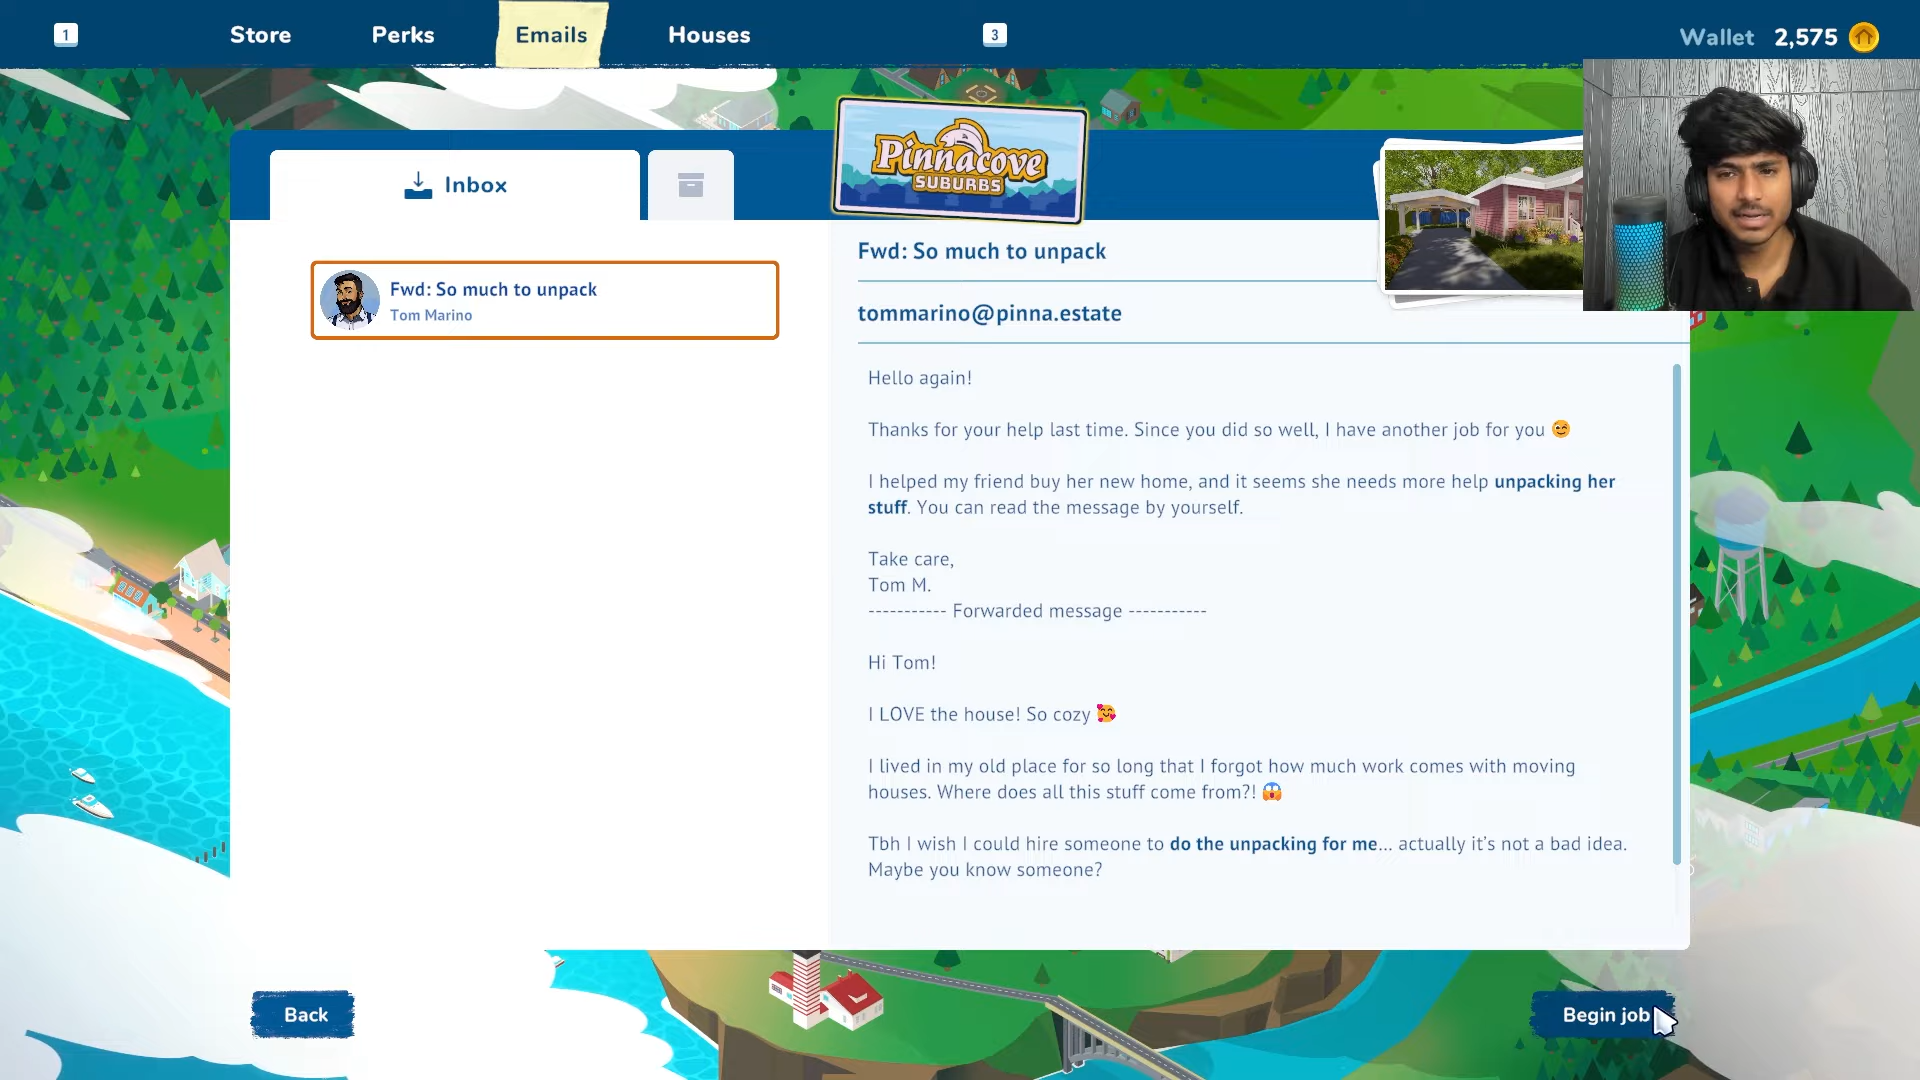 1
Store
Perks
Emails
Houses
3
Wallet 2,575
Pinnacove
SUBURBS
Inbox
Fwd: So much to unpack
Tom Marino
Fwd: So much to unpack
tommarino@pinna.estate
Hello again!
Thanks for your help last time. Since you did so well, I have another job for you 😊
I helped my friend buy her new home, and it seems she needs more help unpacking her
stuff. You can read the message by yourself.
Take care,
Tom M.
----------- Forwarded message -----------
Hi Tom!
I LOVE the house! So cozy 🥰
I lived in my old place for so long that I forgot how much work comes with moving
houses. Where does all this stuff come from?! 😱
Tbh I wish I could hire someone to do the unpacking for me... actually it's not a bad idea.
Maybe you know someone?
Back
Begin job